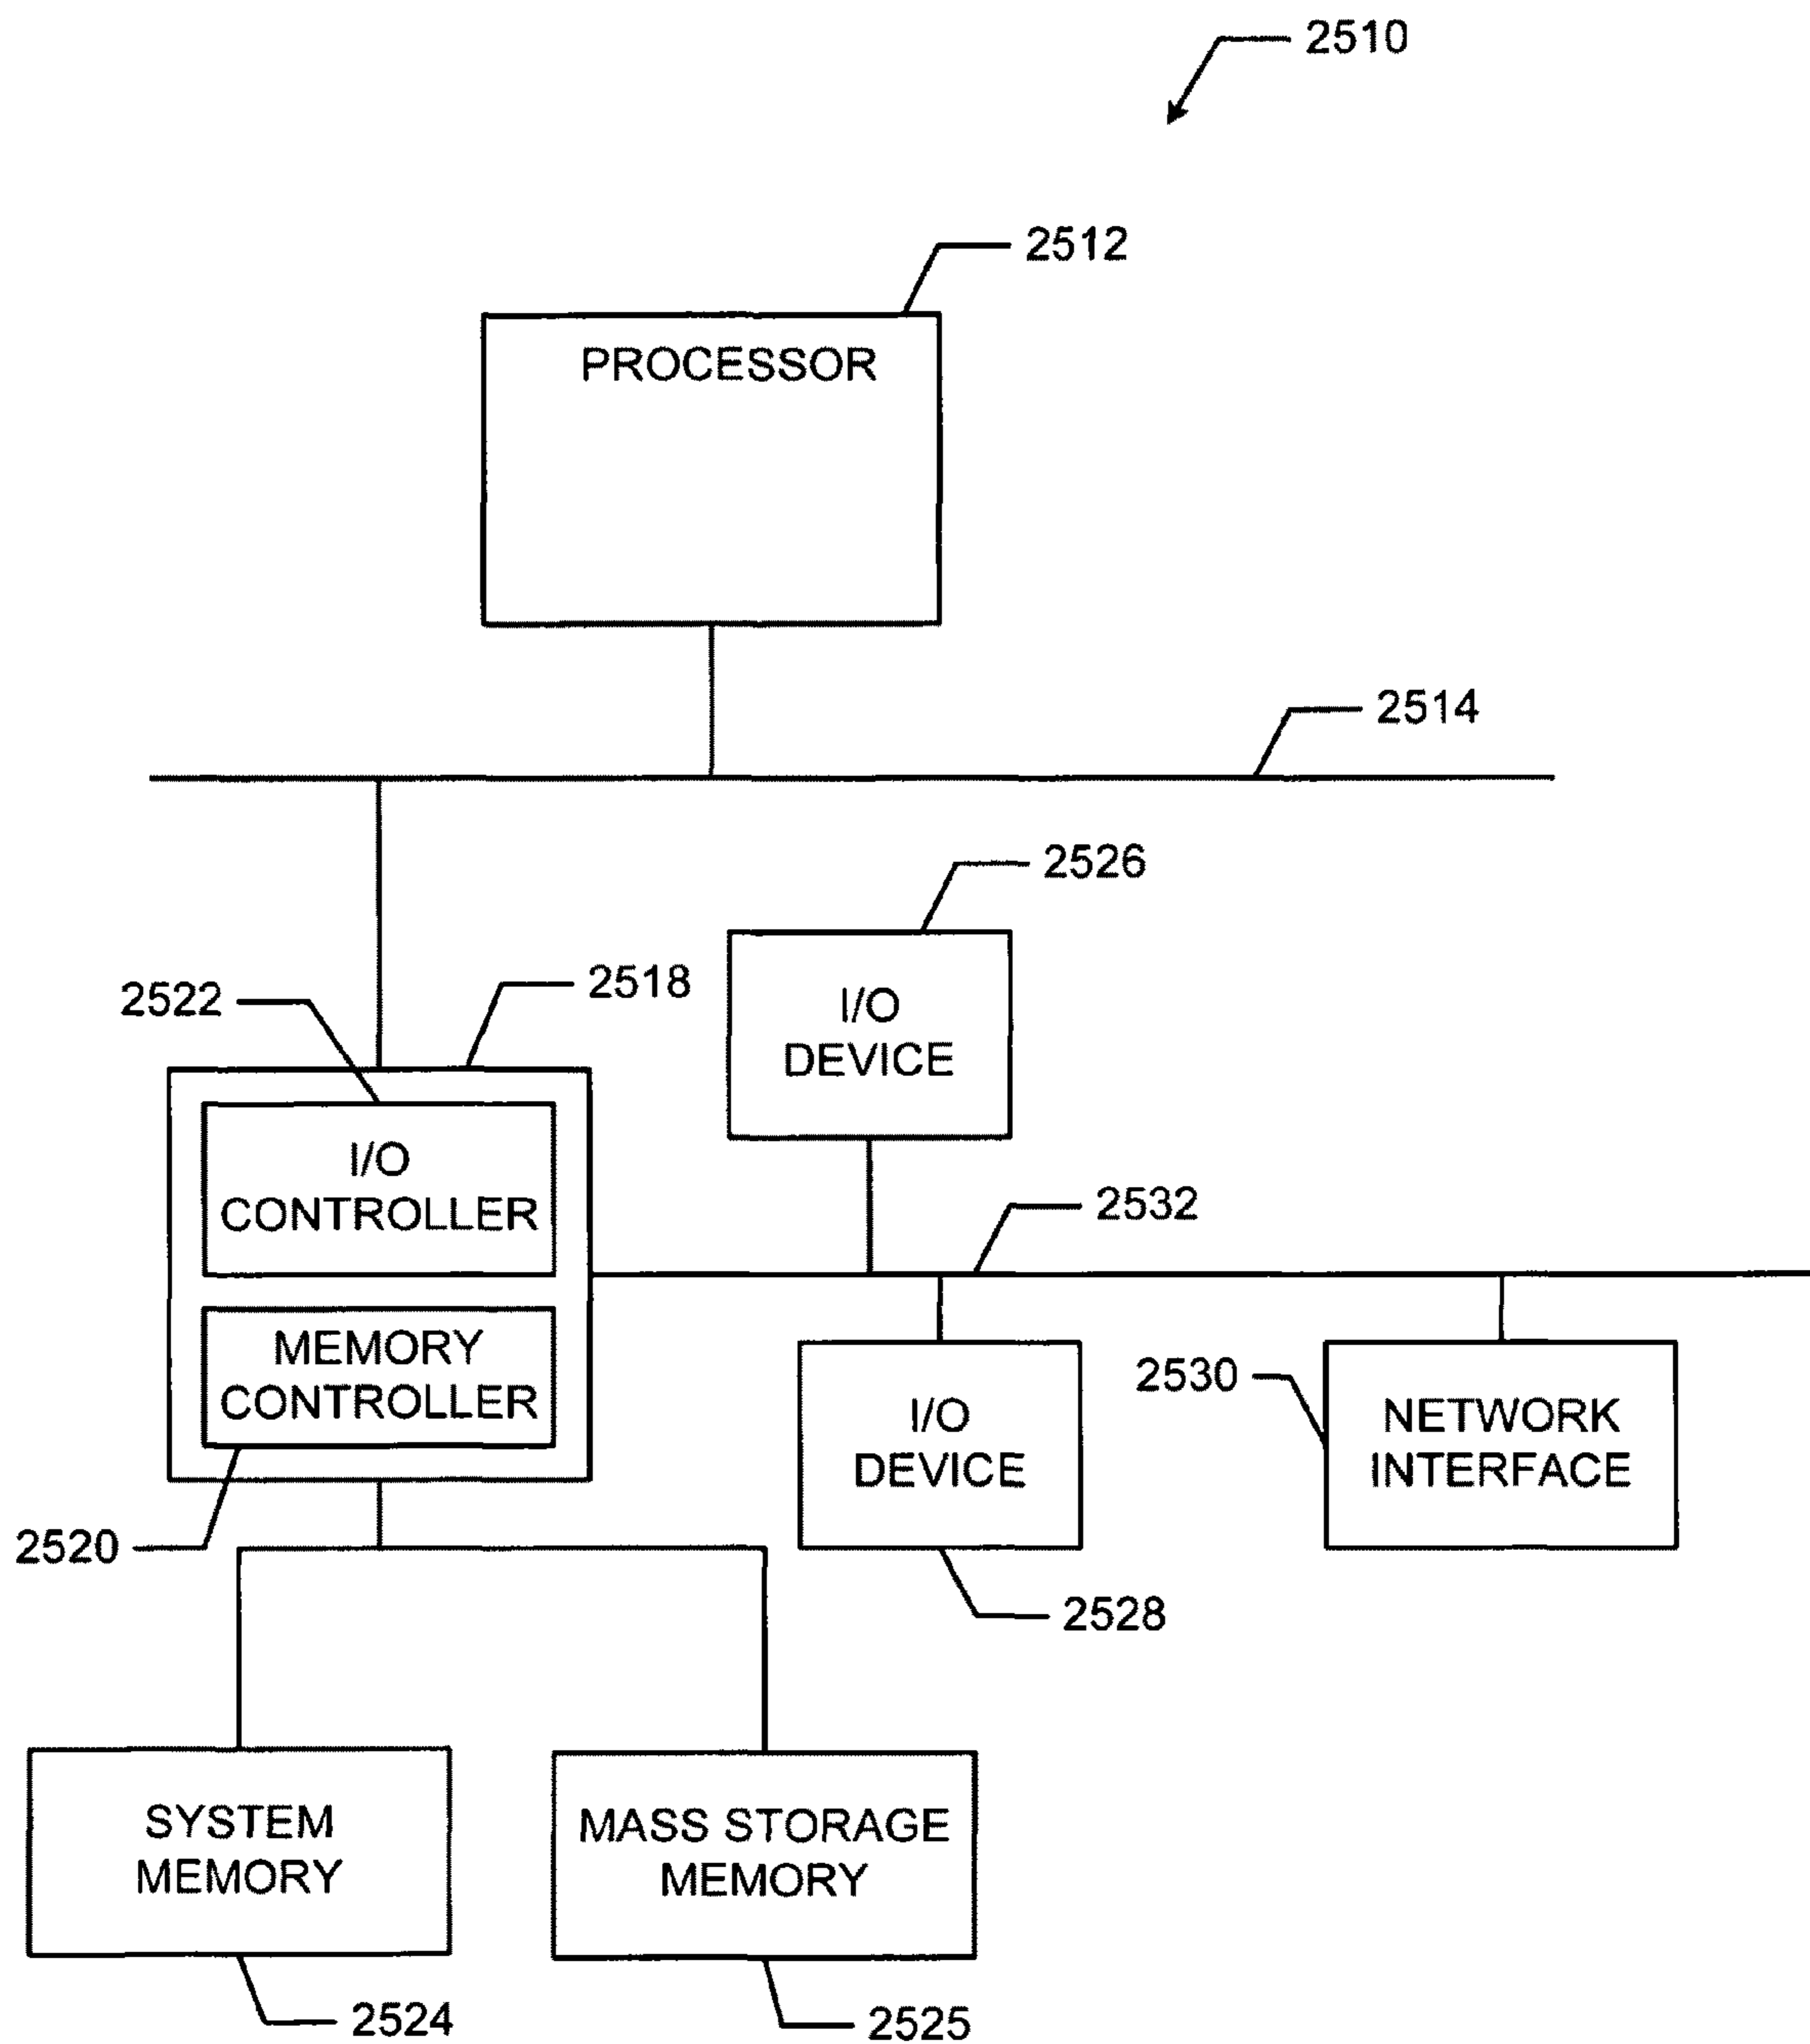 2510
2512
PROCESSOR
2514
2526
2518
2522
I/O
DEVICE
I/O
CONTROLLER
2532
MEMORY
CONTROLLER
2530
I/O
DEVICE
NETWORK
INTERFACE
2520
2528
SYSTEM
MEMORY
MASS STORAGE
MEMORY
2524
2525